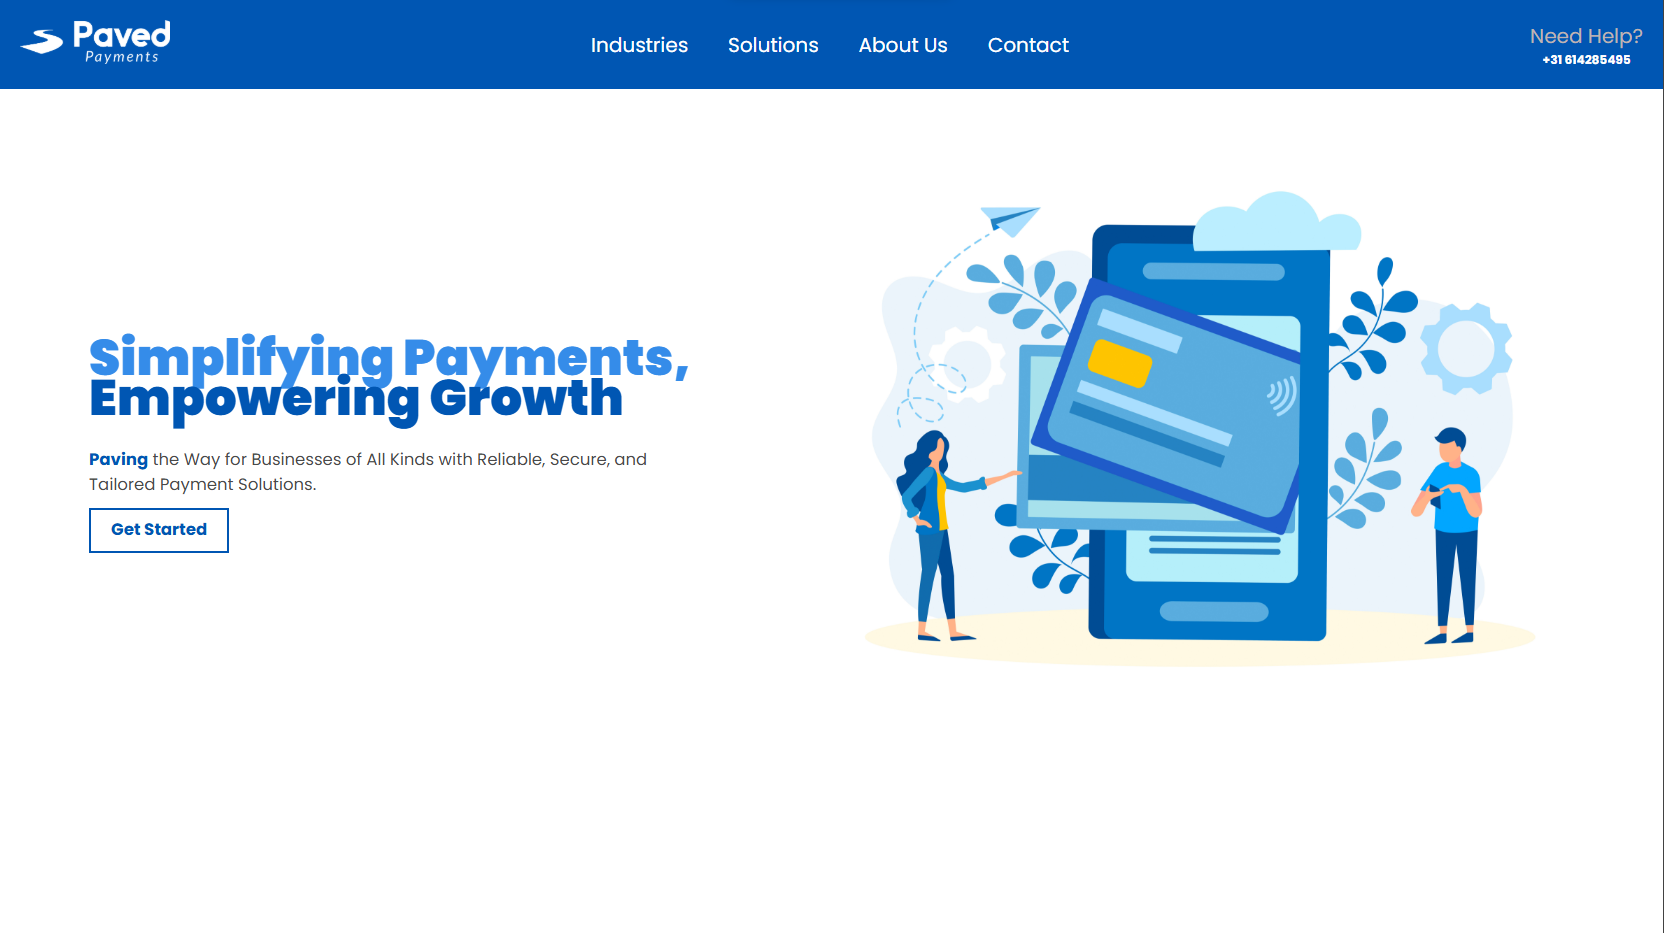 Paved
Payments
Industries
Solutions
About Us
Contact
Need Help?
+31 614285495
Simplifying Payments,
Empowering Growth
Paving the Way for Businesses of All Kinds with Reliable, Secure, and
Tailored Payment Solutions.
Get Started